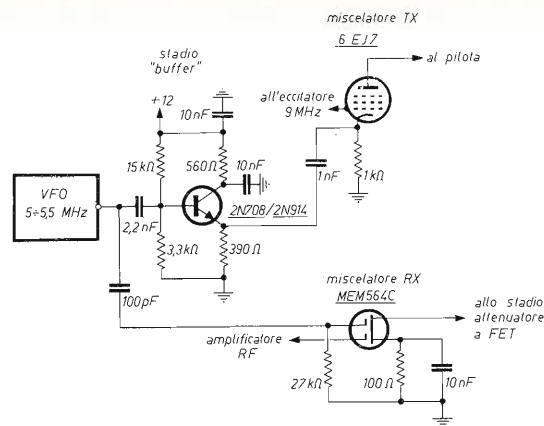 miscelatore TX
6 EJ7
al pilota
stadio
"buffer"
+12
10nF
all'eccitatore
9 MHz
15kΩ
560Ω
10nF
1nF
1kΩ
VFO
5÷5,5 MHz
2,2nF
2N708/2N914
3,3kΩ
390Ω
100pF
miscelatore RX
MEM564C
allo stadio
attenuatore
a FET
amplificatore
RF
27kΩ
100Ω
10nF